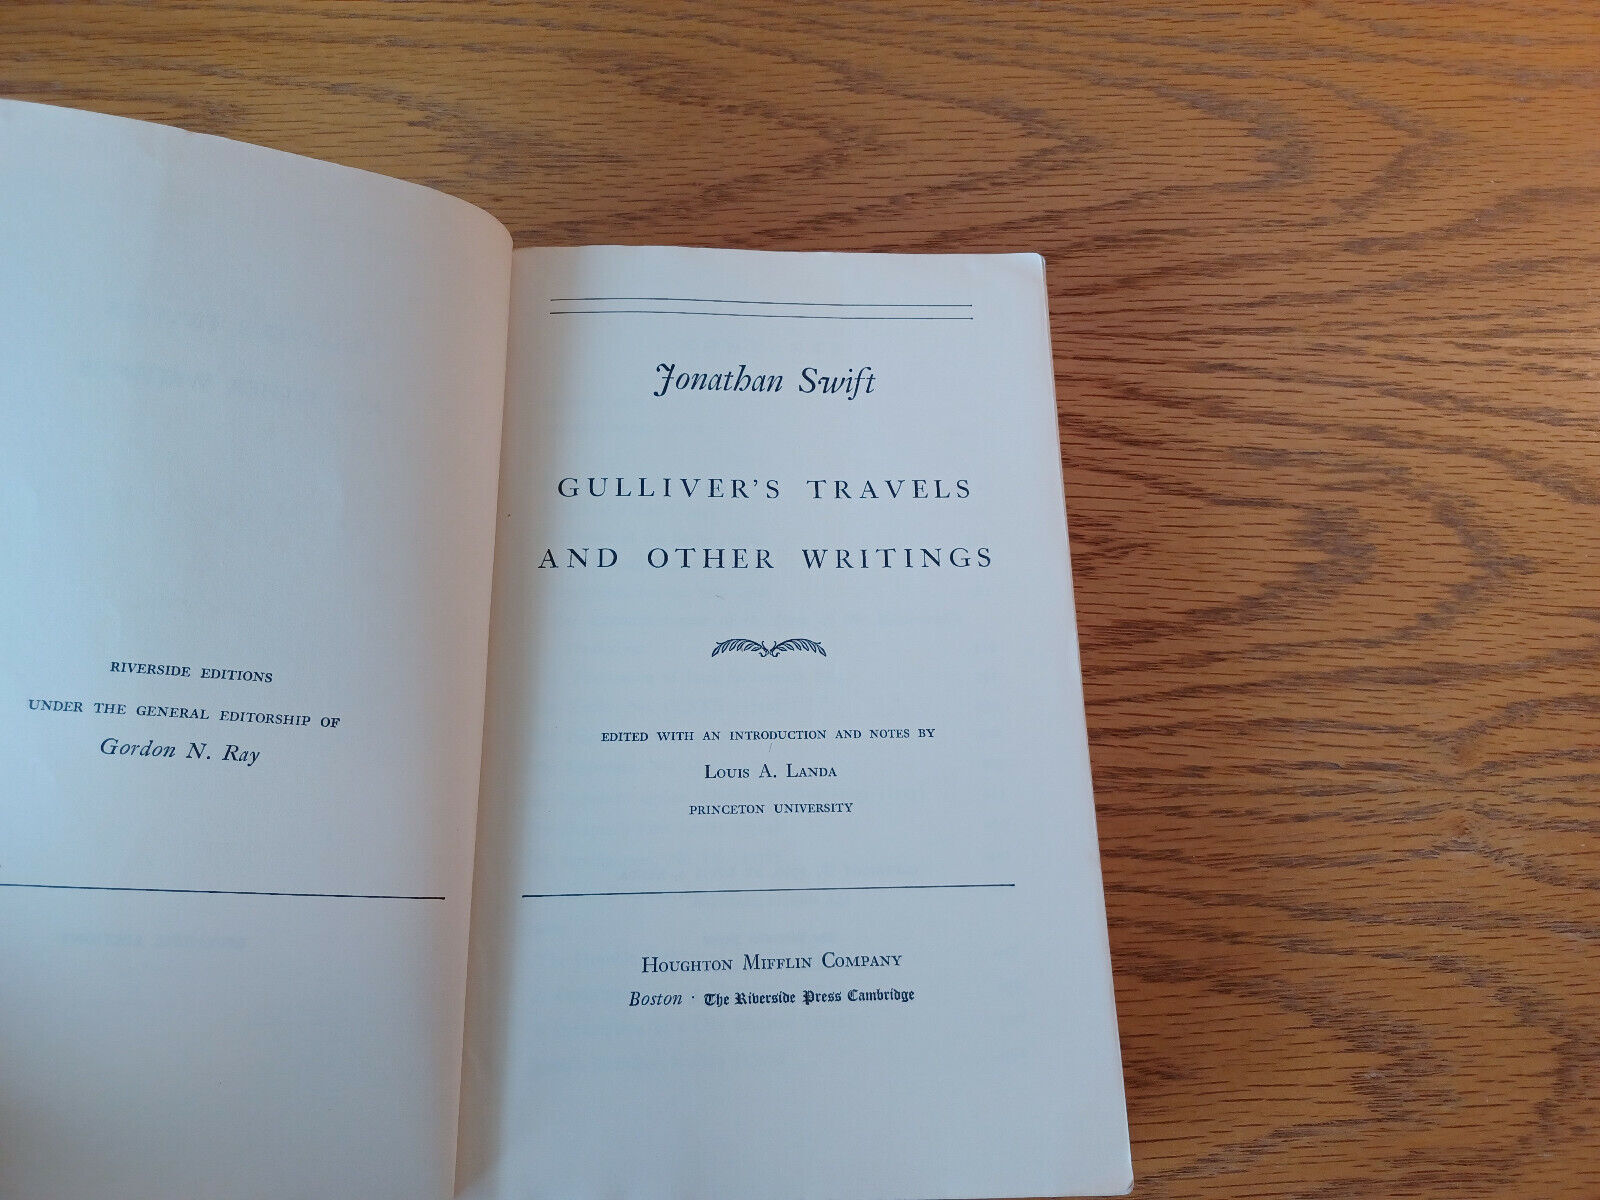 RIVERSIDE EDITIONS
UNDER THE GENERAL EDITORSHIP OF
Gordon N. Ray
Jonathan Swift
GULLIVER'S TRAVELS
AND OTHER WRITINGS
EDITED WITH AN INTRODUCTION AND NOTES BY
LOUIS A. LANDA
PRINCETON UNIVERSITY
HOUGHTON MIFFLIN COMPANY
Boston · The Riverside Press Cambridge